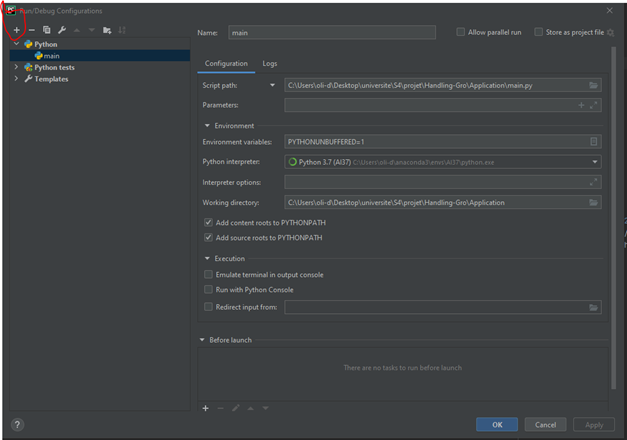 Run/Debug Configurations
Name: main
Allow parallel run
Store as project file
Python
main
Python tests
Templates
Configuration
Logs
Script path: C:\Users\oli-d\Desktop\universite\S4\projet\Handling-Gro\Application\main.py
Parameters:
Environment
Environment variables: PYTHONUNBUFFERED=1
Python interpreter: Python 3.7 (AI37) C:\Users\oli-d\anaconda3\envs\AI37\python.exe
Interpreter options:
Working directory: C:\Users\oli-d\Desktop\universite\S4\projet\Handling-Gro\Application
Add content roots to PYTHONPATH
Add source roots to PYTHONPATH
Execution
Emulate terminal in output console
Run with Python Console
Redirect input from:
Before launch
There are no tasks to run before launch
?
OK
Cancel
Apply